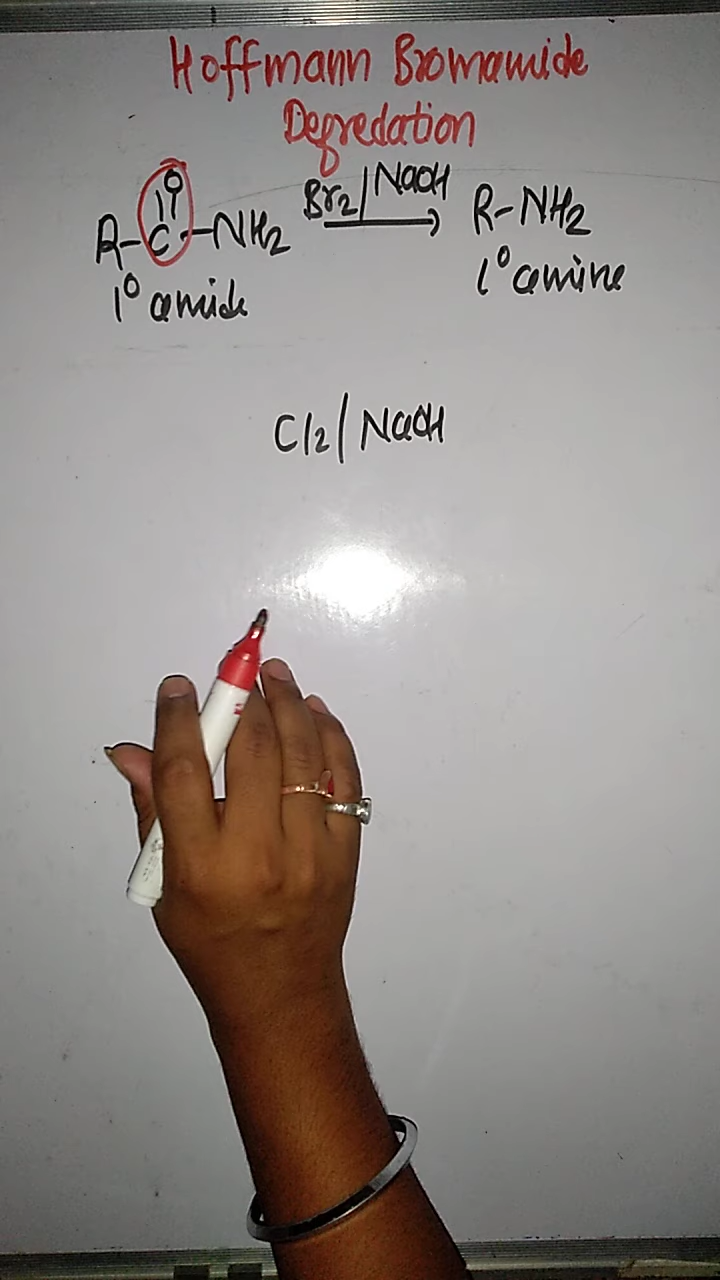 Hoffmann Bromamide
Degredation
O
R-C-NH2 Br2/NaOH R-NH2
1° amide 1° amine
Cl2/NaOH